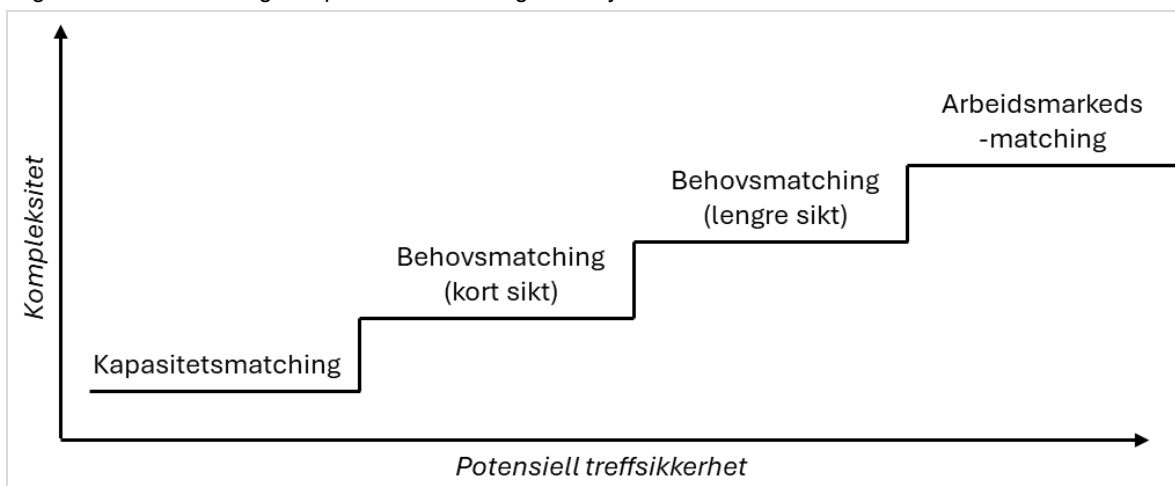 Arbeidsmarkeds
-matching
Behovsmatching
(lengre sikt)
Behovsmatching
(kort sikt)
Kapasitetsmatching
Kompleksitet
Potensiell treffsikkerhet